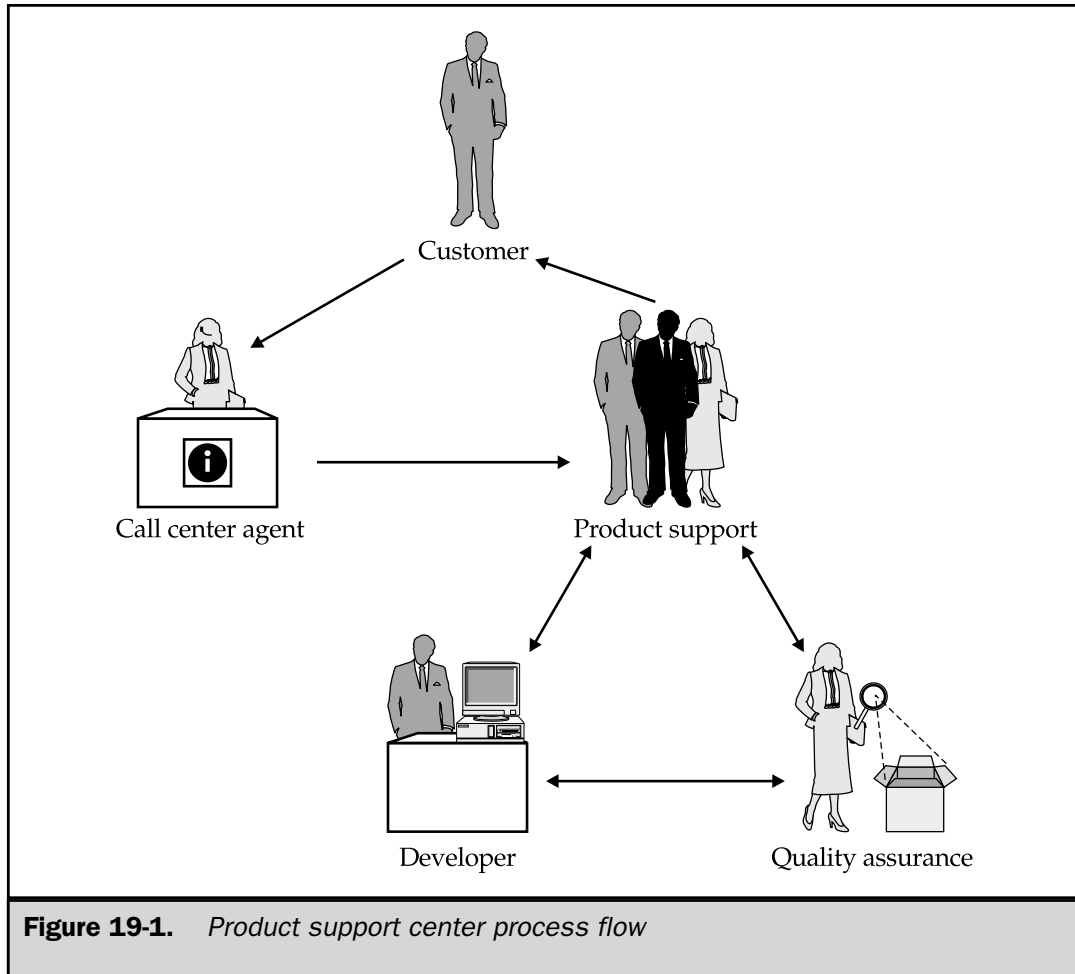 Customer
Call center agent
i
Product support
Developer
Quality assurance
Figure 19-1. Product support center process flow